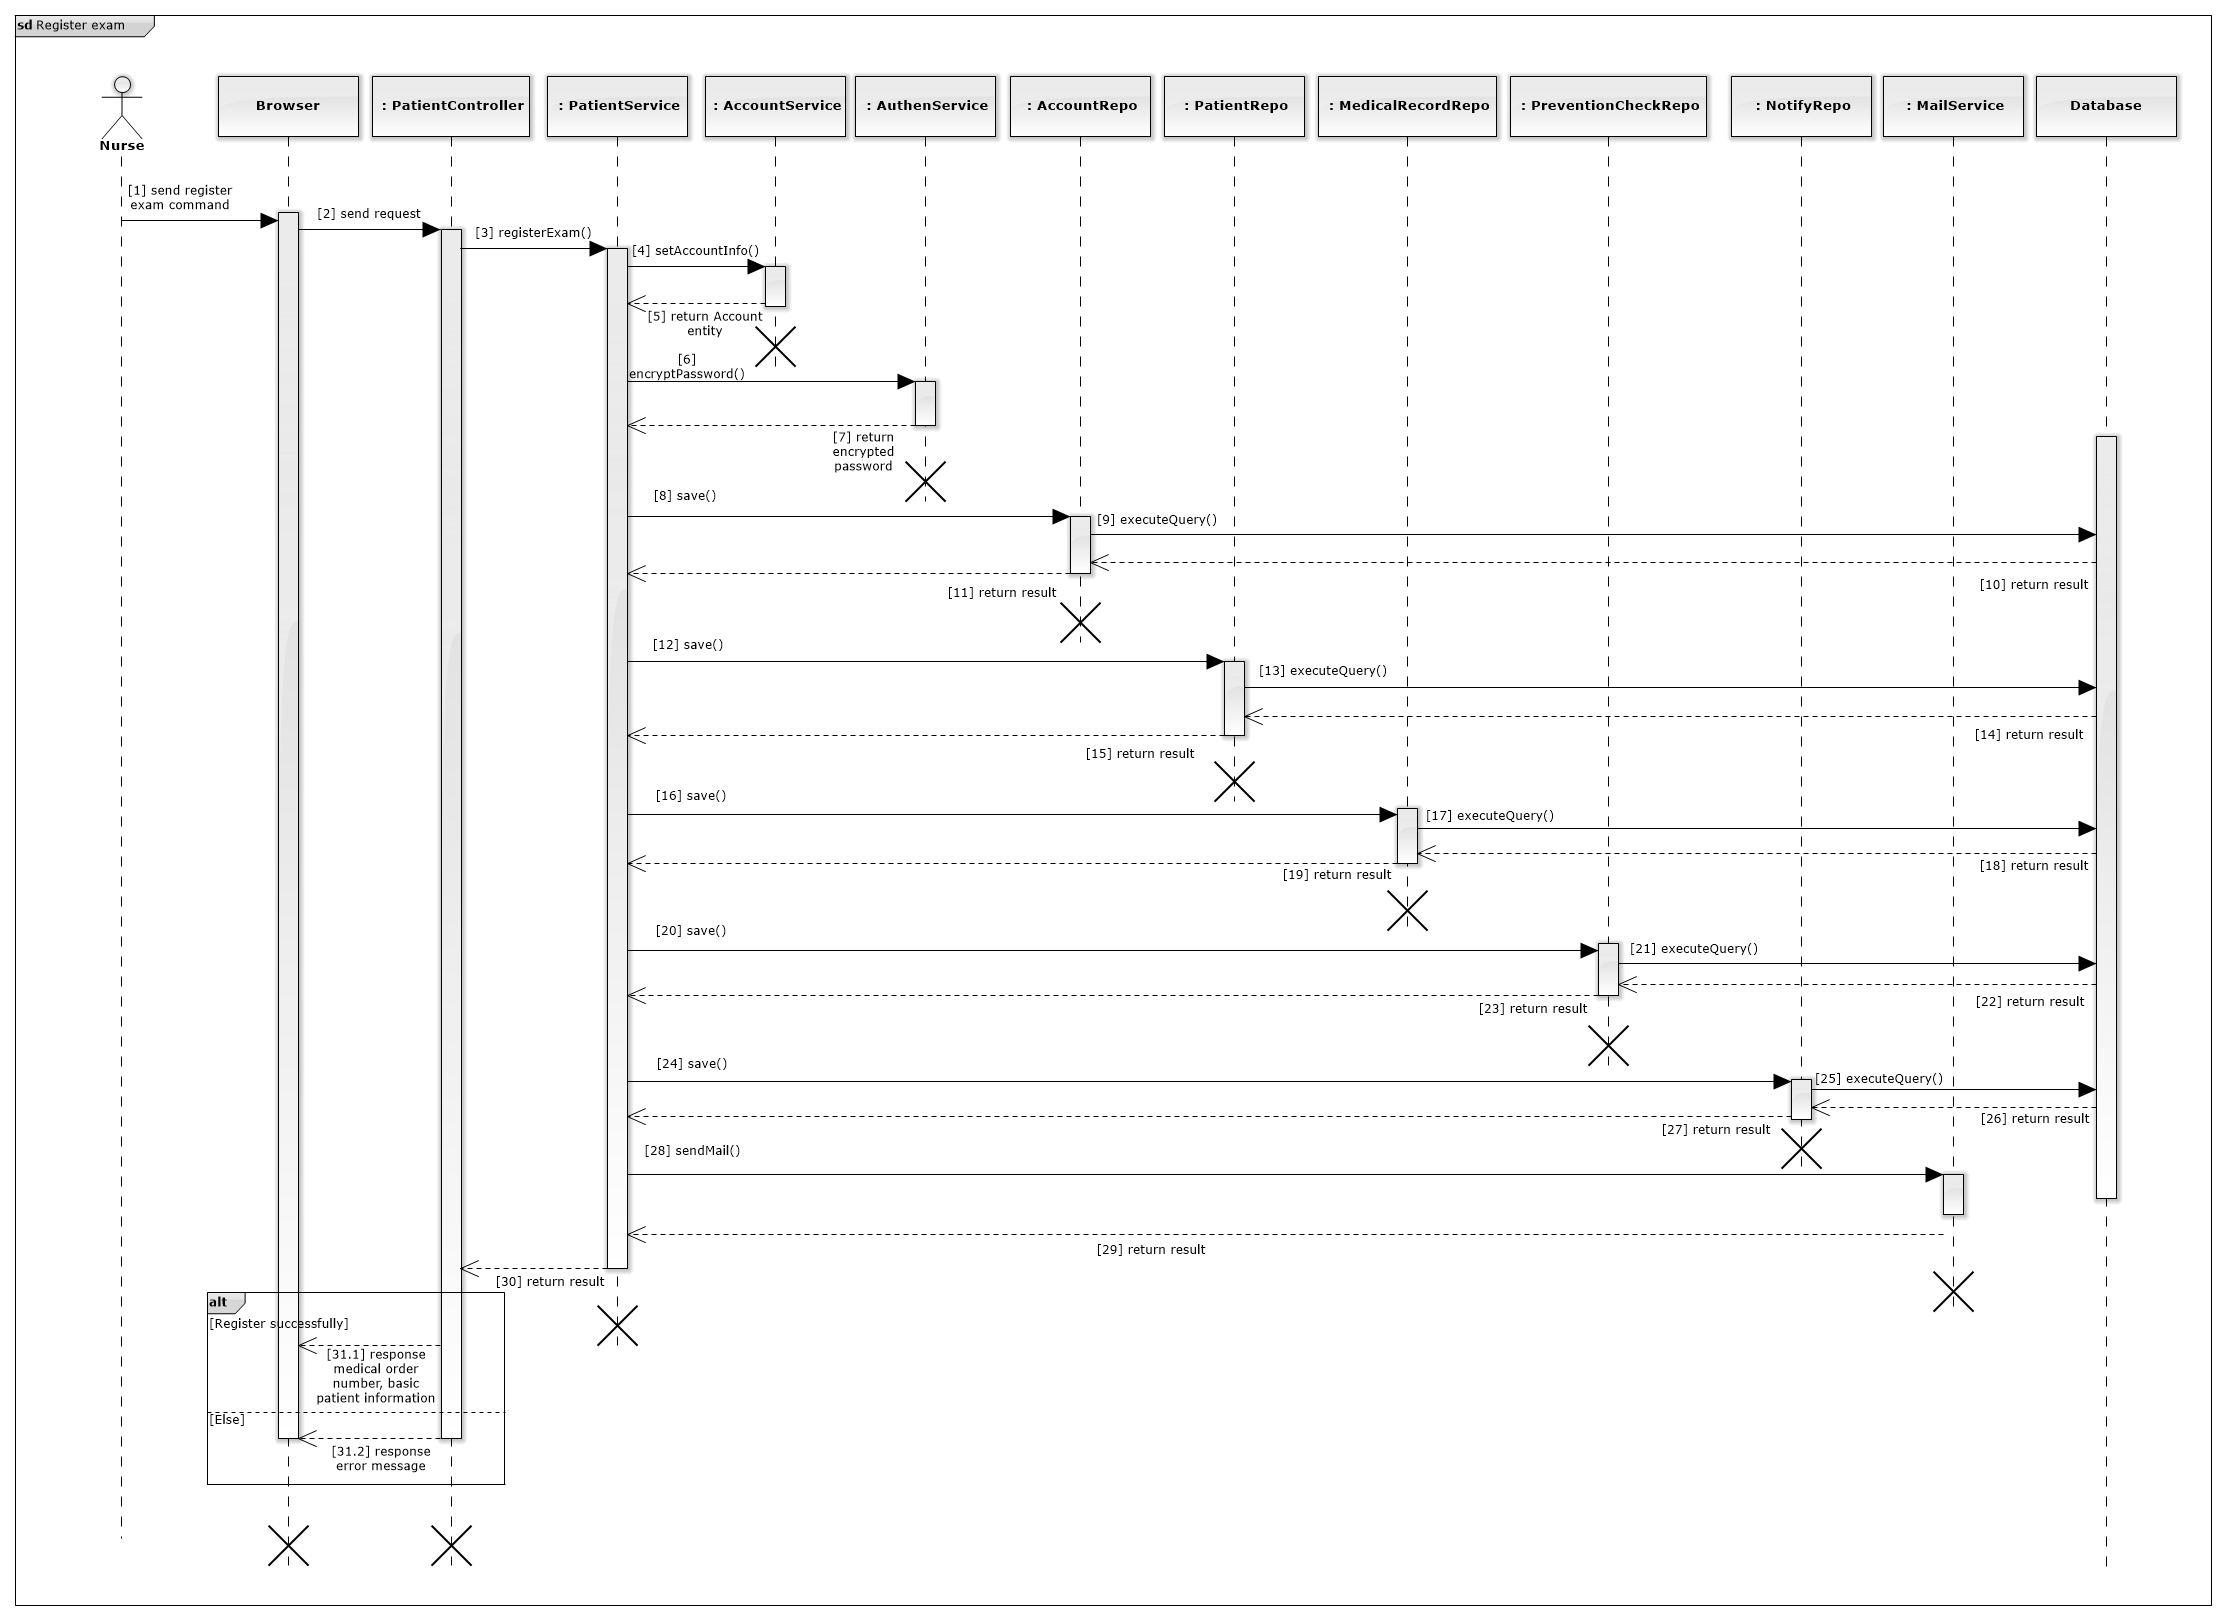 sd Register exam
Nurse
Browser
: PatientController
: PatientService
: AccountService
: AuthenService
: AccountRepo
: PatientRepo
: MedicalRecordRepo
: PreventionCheckRepo
: NotifyRepo
: MailService
Database
[1] send register
exam command
[2] send request
[3] registerExam()
[4] setAccountInfo()
[5] return Account
entity
[6]
encryptPassword()
[7] return
encrypted
password
[8] save()
[9] executeQuery()
[10] return result
[11] return result
[12] save()
[13] executeQuery()
[14] return result
[15] return result
[16] save()
[17] executeQuery()
[18] return result
[19] return result
[20] save()
[21] executeQuery()
[22] return result
[23] return result
[24] save()
[25] executeQuery()
[26] return result
[27] return result
[28] sendMail()
[29] return result
[30] return result
alt
[Register successfully]
[31.1] response
medical order
number, basic
patient information
[Else]
[31.2] response
error message